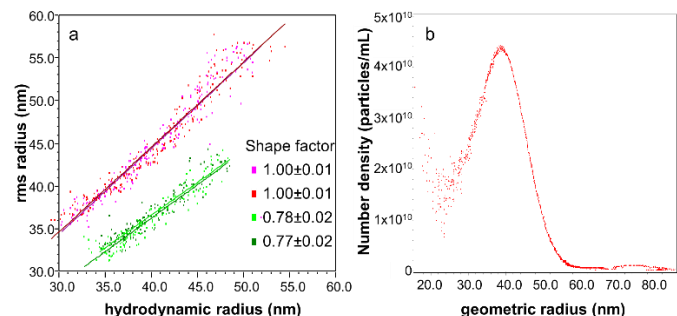 a
60.0
55.0
50.0
45.0
40.0
35.0
30.0
rms radius (nm)
Shape factor
1.00±0.01
1.00±0.01
0.78±0.02
0.77±0.02
30.0 35.0 40.0 45.0 50.0 55.0 60.0
hydrodynamic radius (nm)
b
5x10¹⁰
4x10¹⁰
3x10¹⁰
2x10¹⁰
1x10¹⁰
0
Number density (particles/mL)
20.0 30.0 40.0 50.0 60.0 70.0 80.0
geometric radius (nm)